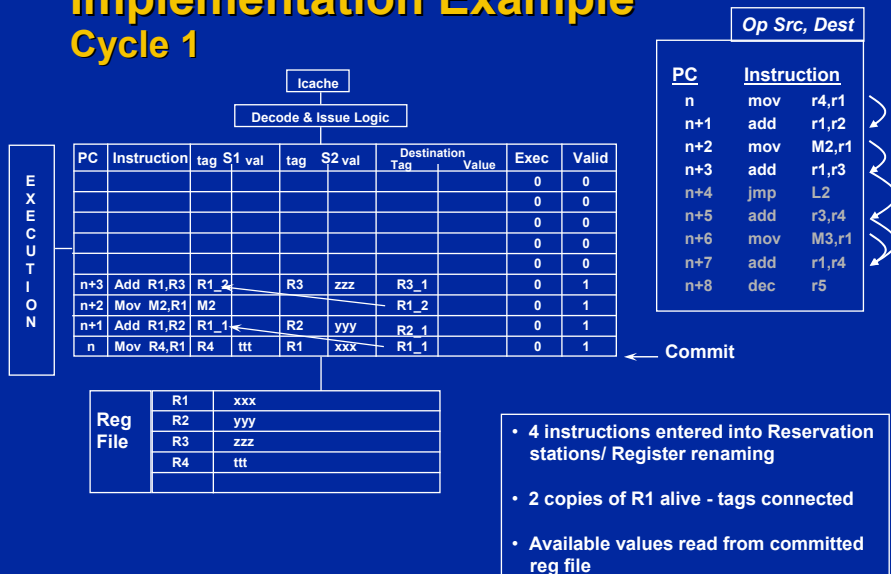 Implementation Example
Cycle 1
Op Src, Dest
PC Instruction
n mov r4,r1
n+1 add r1,r2
n+2 mov M2,r1
n+3 add r1,r3
n+4 jmp L2
n+5 add r3,r4
n+6 mov M3,r1
n+7 add r1,r4
n+8 dec r5
Icache
Decode & Issue Logic
EXECUTION
PC Instruction tag S1 val tag S2 val Destination Tag Value Exec Valid
0 0
0 0
0 0
0 0
0 0
n+3 Add R1,R3 R1_2 R3 zzz R3_1 0 1
n+2 Mov M2,R1 M2 R1_2 0 1
n+1 Add R1,R2 R1_1 R2 yyy R2_1 0 1
n Mov R4,R1 R4 ttt R1 xxx R1_1 0 1
Commit
Reg File
R1 xxx
R2 yyy
R3 zzz
R4 ttt
• 4 instructions entered into Reservation
stations/ Register renaming
• 2 copies of R1 alive - tags connected
• Available values read from committed
reg file